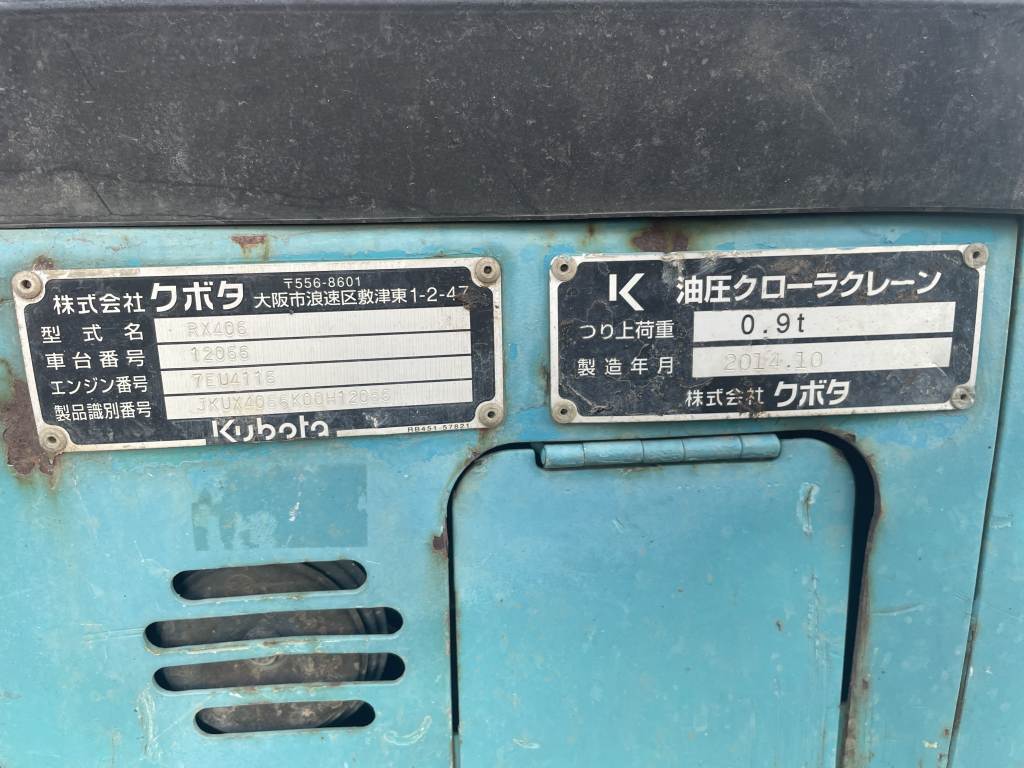 株式会社クボタ 〒556-8601
大阪市浪速区敷津東1-2-47
型式名 RX406
車台番号 12066
エンジン番号 7EU4116
製品識別番号 JKUX4066K00H12066
Kubota RB451-57821
K 油圧クローラクレーン
つり上荷重 0.9t
製造年月 2014.10
株式会社クボタ